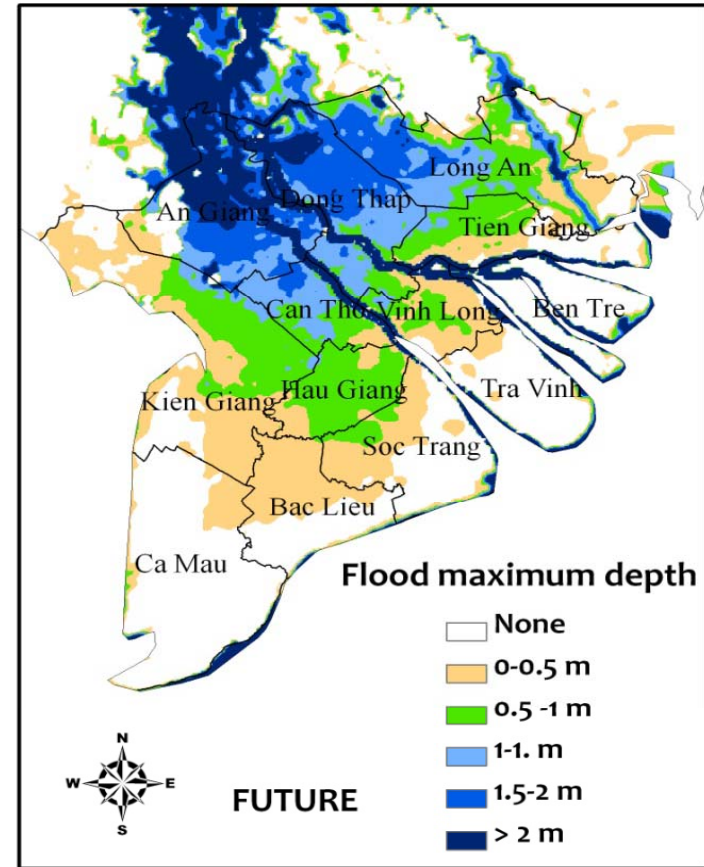 Long An
Dong Thap
An Giang
Tien Giang
Can Tho
Vinh Long
Ben Tre
Hau Giang
Kien Giang
Tra Vinh
Soc Trang
Bac Lieu
Ca Mau
Flood maximum depth
None
0-0.5 m
0.5 -1 m
1-1. m
1.5-2 m
> 2 m
N
W E
S
FUTURE